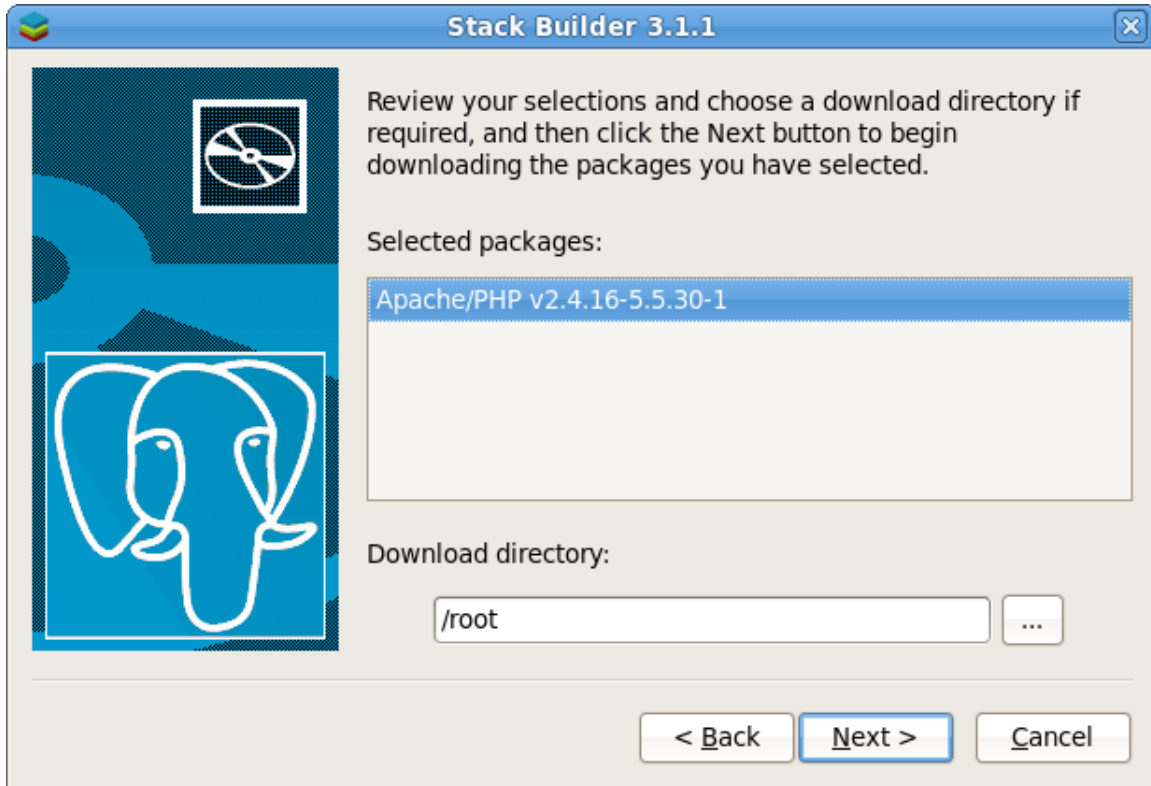 Stack Builder 3.1.1
Review your selections and choose a download directory if
required, and then click the Next button to begin
downloading the packages you have selected.
Selected packages:
Apache/PHP v2.4.16-5.5.30-1
Download directory:
/root
...
< Back
Next >
Cancel